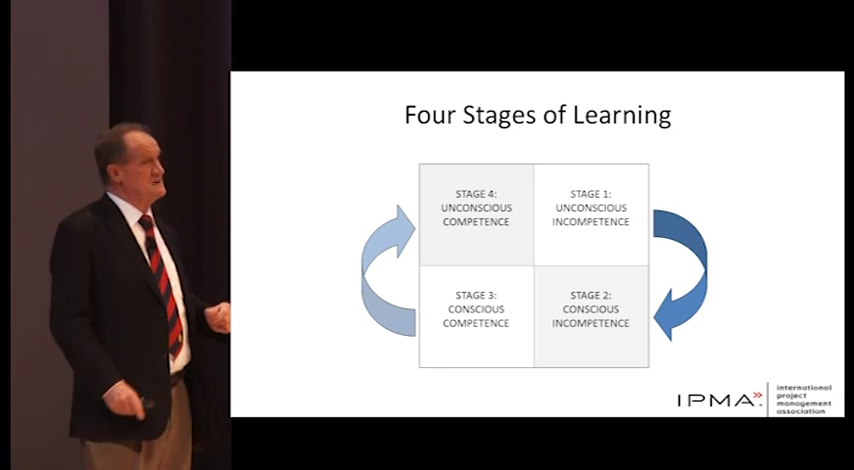 Four Stages of Learning
STAGE 4:
UNCONSCIOUS
COMPETENCE
STAGE 1:
UNCONSCIOUS
INCOMPETENCE
STAGE 3:
CONSCIOUS
COMPETENCE
STAGE 2:
CONSCIOUS
INCOMPETENCE
IPMA
international
project
management
association